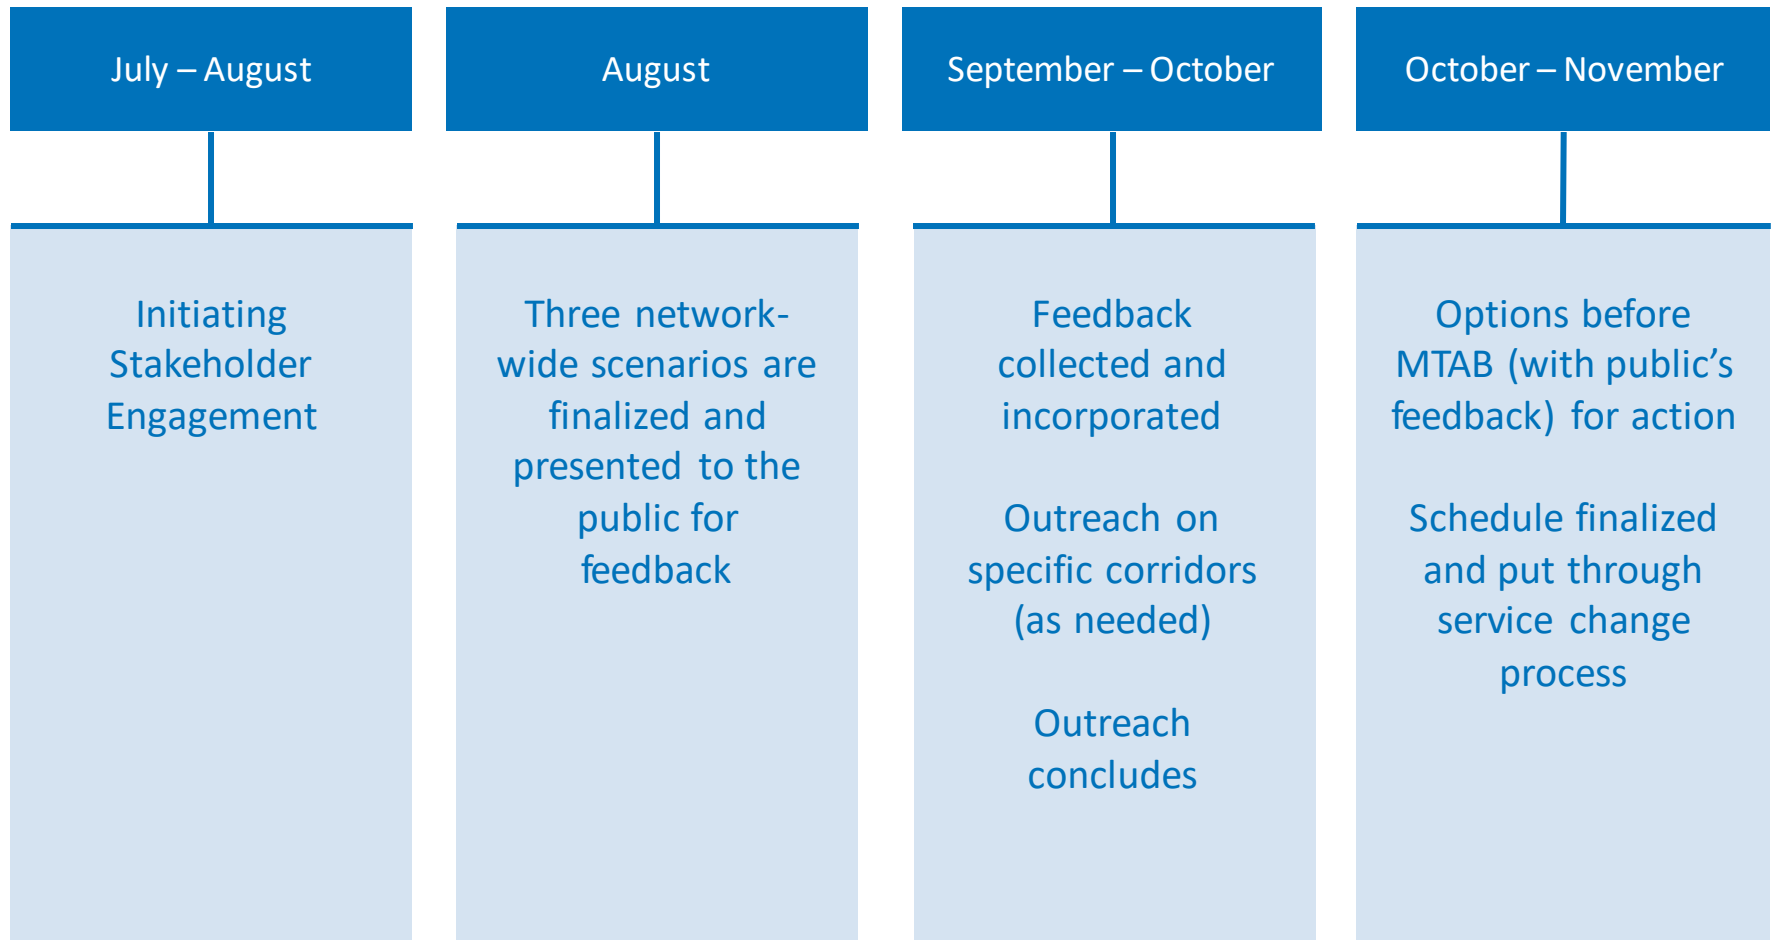 July – August
Initiating
Stakeholder
Engagement
August
Three network-
wide scenarios are
finalized and
presented to the
public for
feedback
September – October
Feedback
collected and
incorporated
Outreach on
specific corridors
(as needed)
Outreach
concludes
October – November
Options before
MTAB (with public’s
feedback) for action
Schedule finalized
and put through
service change
process